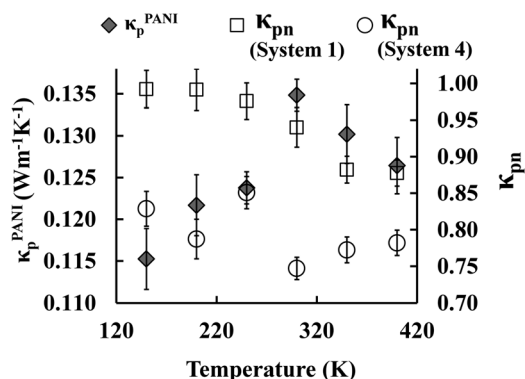 κp^PANI κpn κpn
(System 1) (System 4)
0.135 1.00
0.130 0.95
0.125 0.90
0.120 0.85
0.115 0.80
0.110 0.75
0.70
κp^PANI (Wm-1K-1)
κpn
120 220 320 420
Temperature (K)